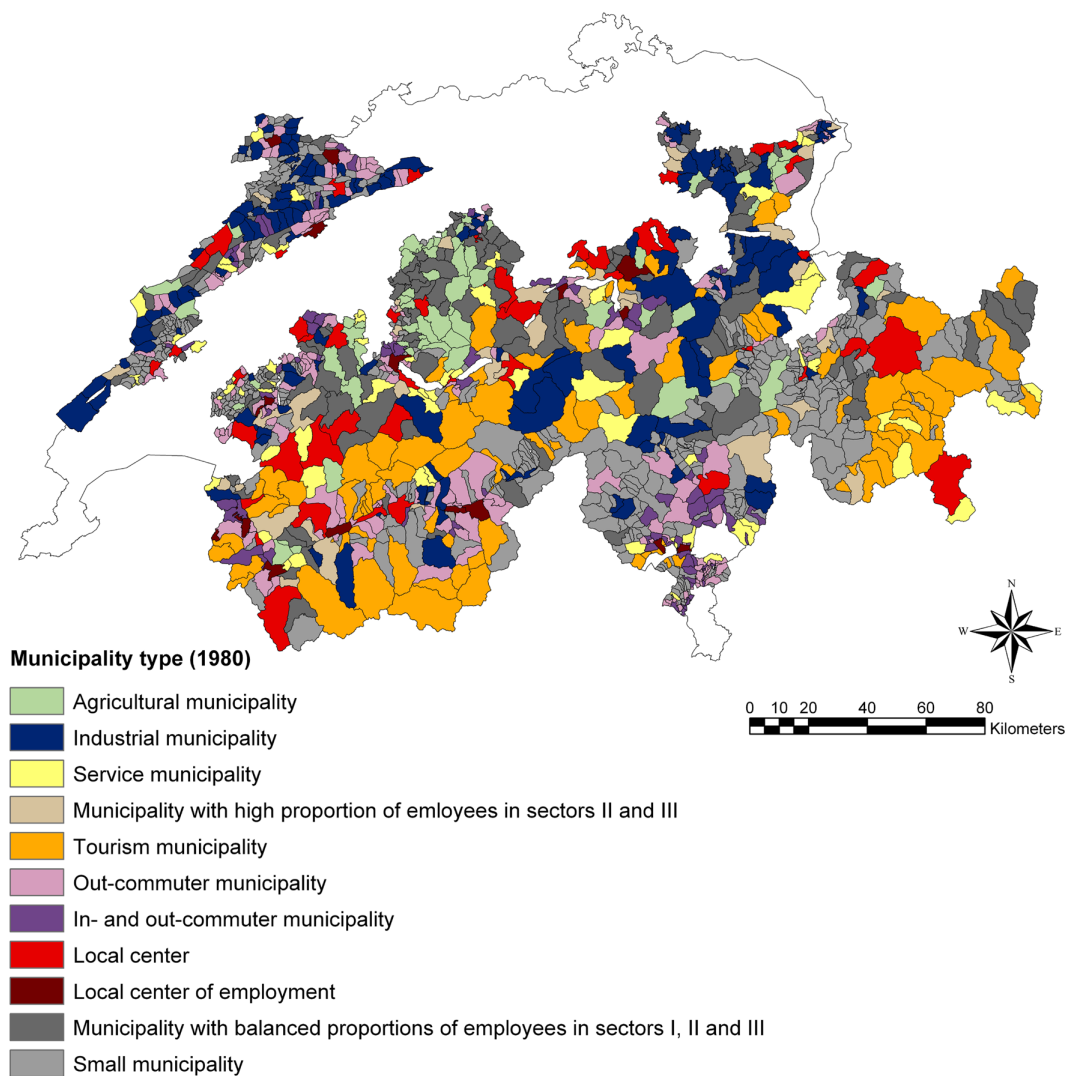 N
W E
S
Municipality type (1980)
Agricultural municipality
Industrial municipality
Service municipality
Municipality with high proportion of emloyees in sectors II and III
Tourism municipality
Out-commuter municipality
In- and out-commuter municipality
Local center
Local center of employment
Municipality with balanced proportions of employees in sectors I, II and III
Small municipality
0 10 20 40 60 80
Kilometers